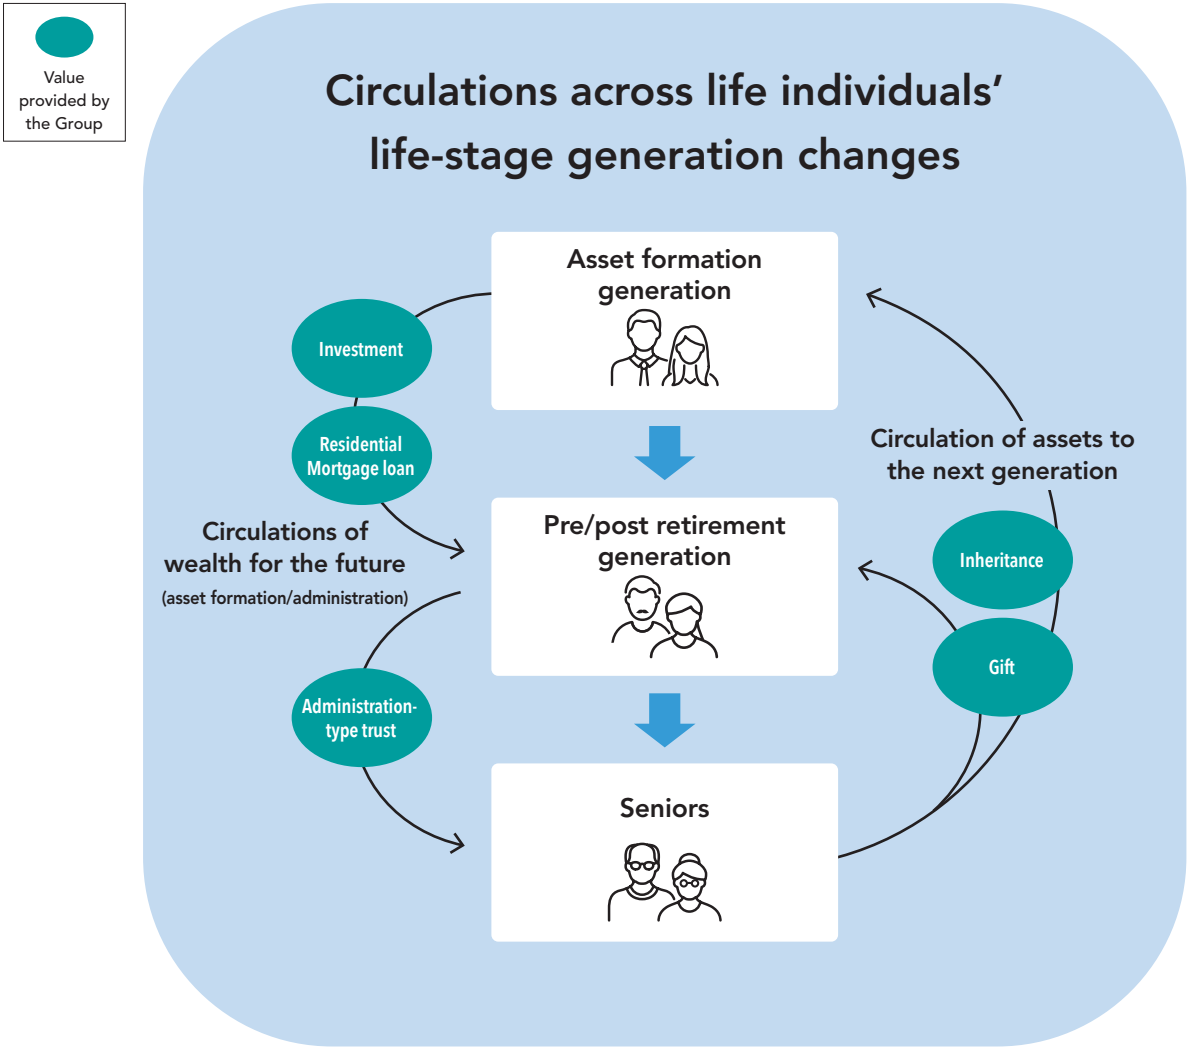 Value
provided by
the Group
Circulations across life individuals’
life-stage generation changes
Asset formation
generation
Investment
Residential
Mortgage loan
Circulation of assets to
the next generation
Pre/post retirement
generation
Circulations of
wealth for the future
(asset formation/administration)
Inheritance
Gift
Administration-
type trust
Seniors